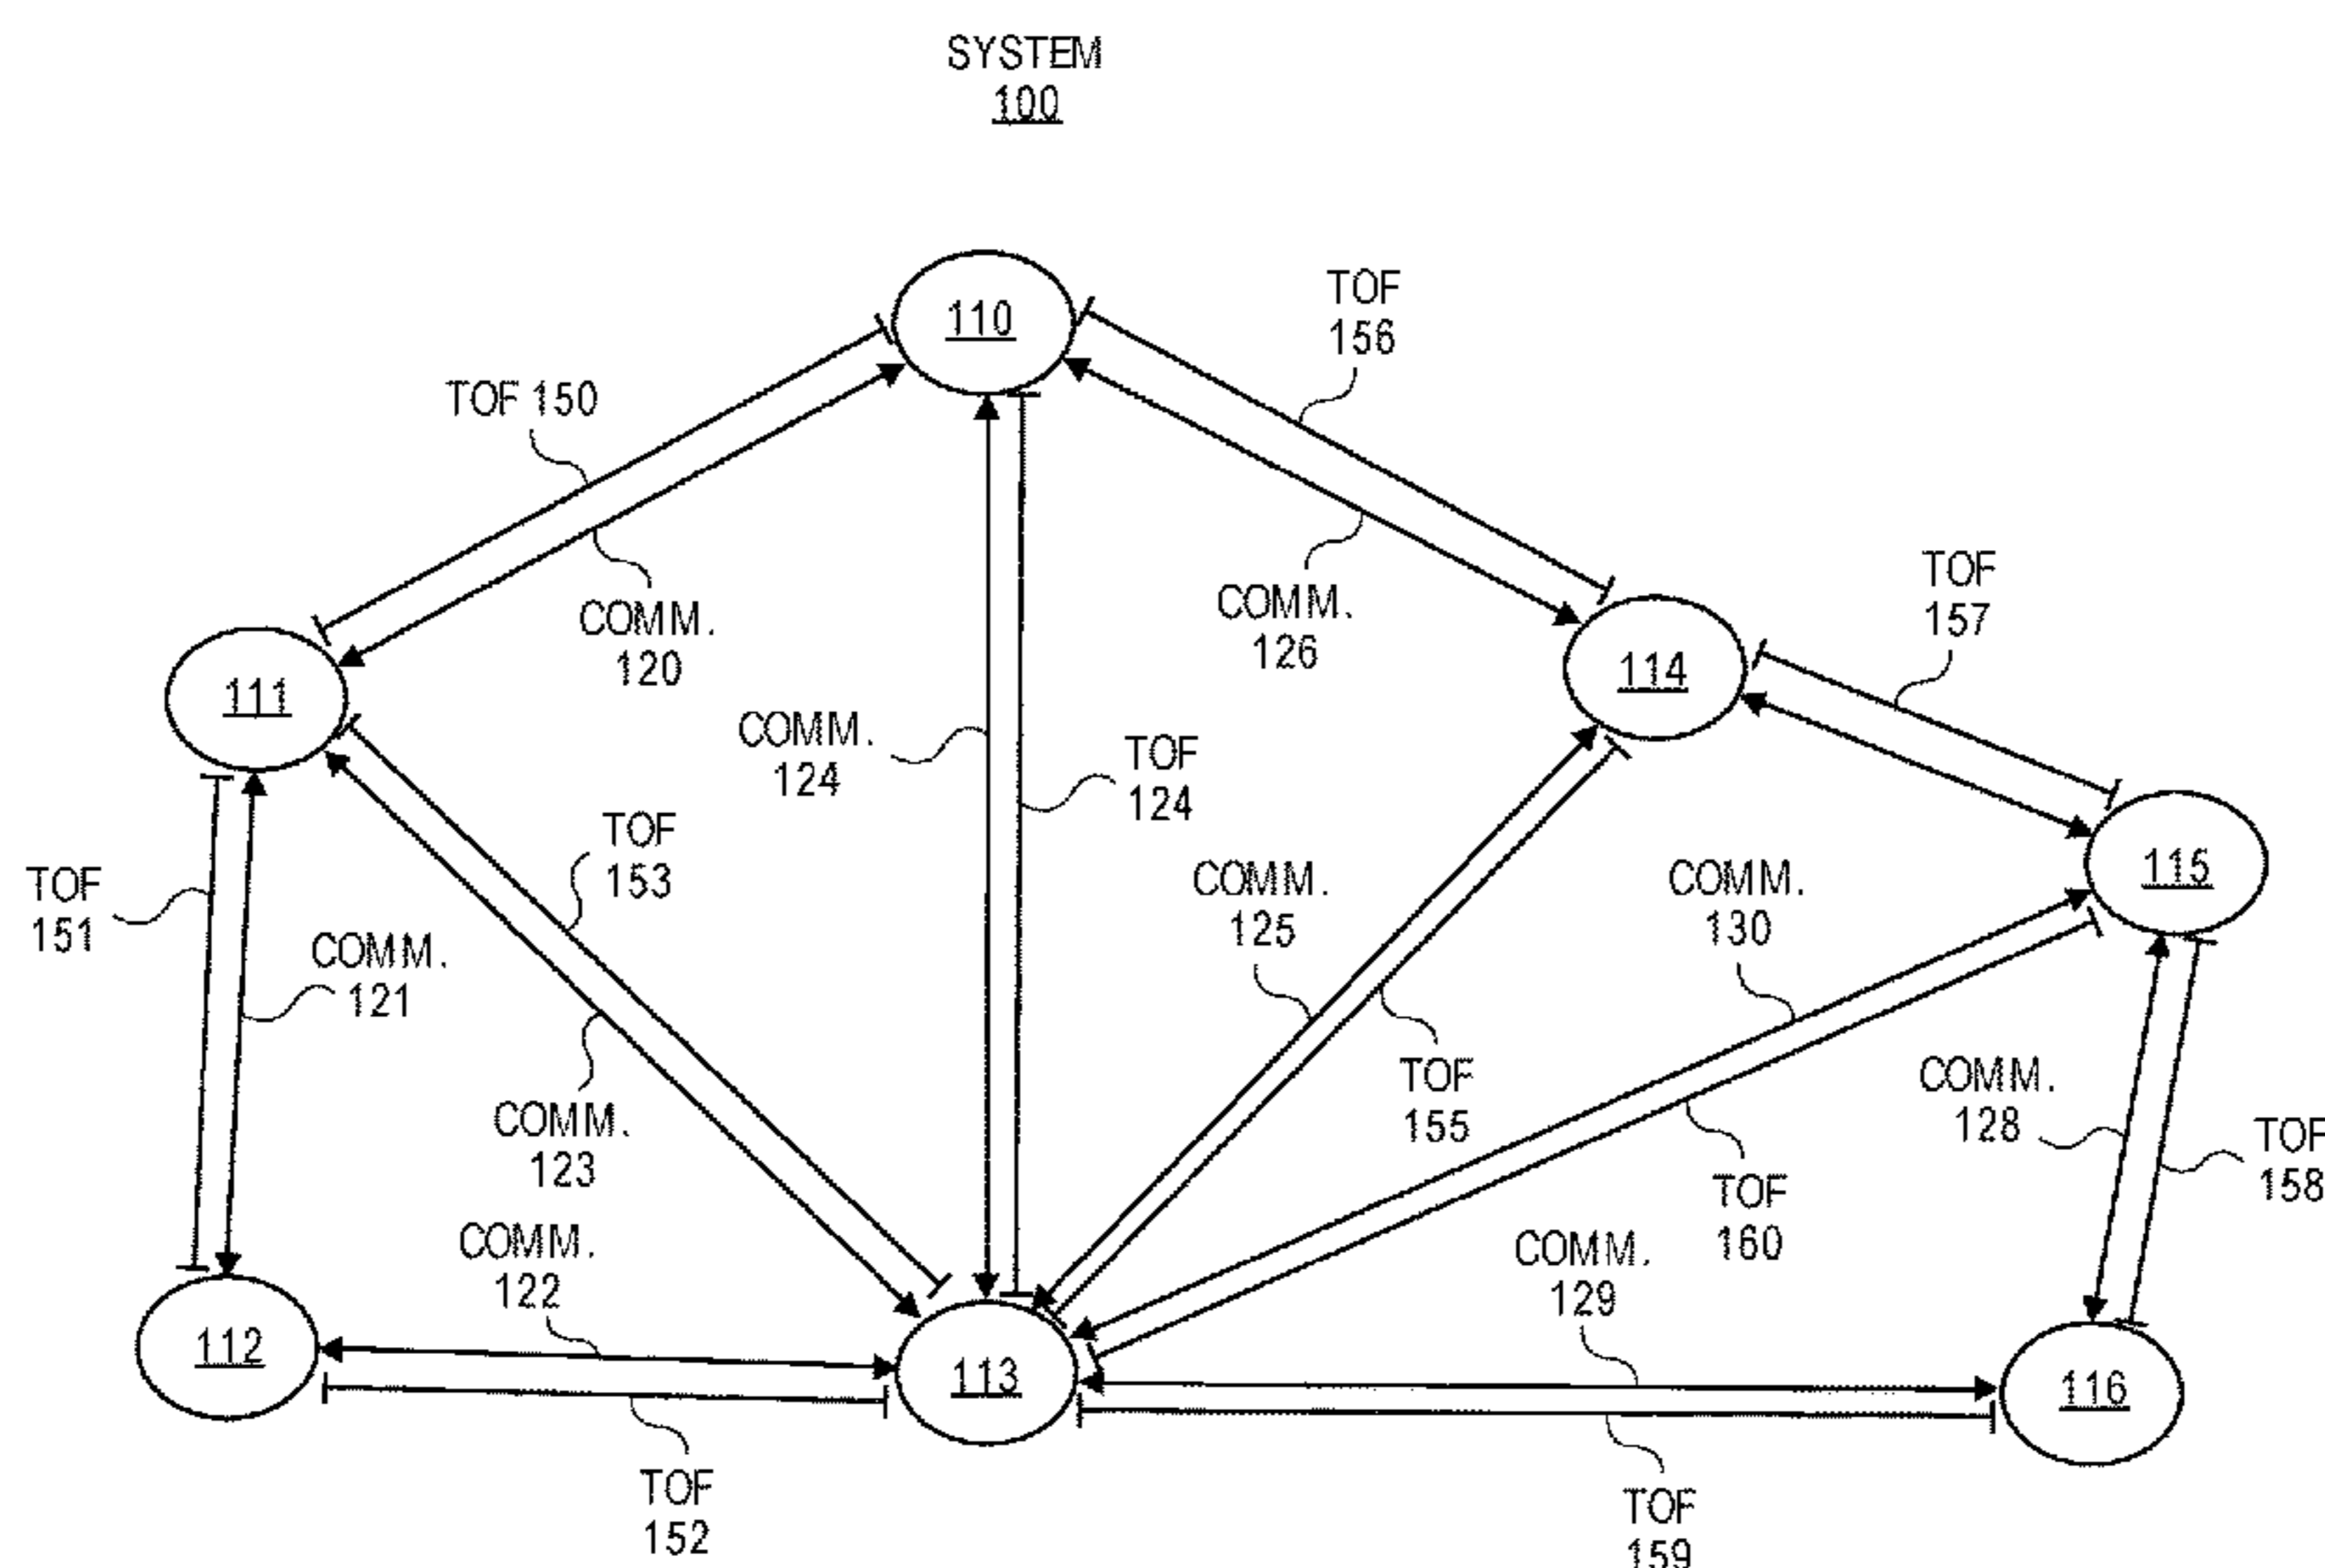 SYSTEM
100
110
TOF
156
TOF 150
COMM.
120
COMM.
126
TOF
157
111
114
COMM.
124
TOF
124
TOF
153
115
TOF
151
COMM.
121
COMM.
125
COMM.
130
COMM.
123
TOF
155
COMM.
128
TOF
158
TOF
160
COMM.
122
COMM.
129
112
113
116
TOF
152
TOF
159